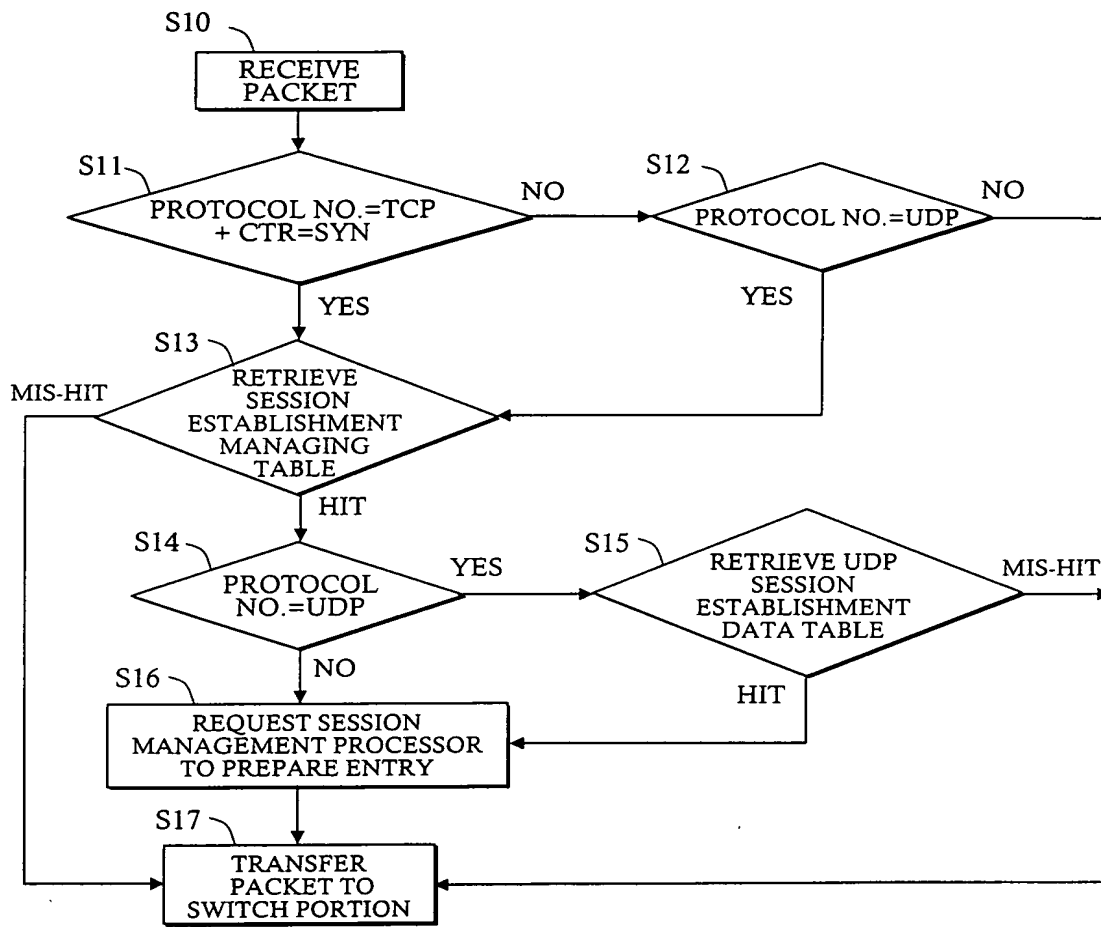 S10
RECEIVE
PACKET
S11
PROTOCOL NO.=TCP
+ CTR=SYN
NO
S12
PROTOCOL NO.=UDP
NO
YES
YES
S13
MIS-HIT
RETRIEVE
SESSION
ESTABLISHMENT
MANAGING
TABLE
HIT
S14
PROTOCOL
NO.=UDP
YES
S15
RETRIEVE UDP
SESSION
ESTABLISHMENT
DATA TABLE
MIS-HIT
NO
HIT
S16
REQUEST SESSION
MANAGEMENT PROCESSOR
TO PREPARE ENTRY
S17
TRANSFER
PACKET TO
SWITCH PORTION